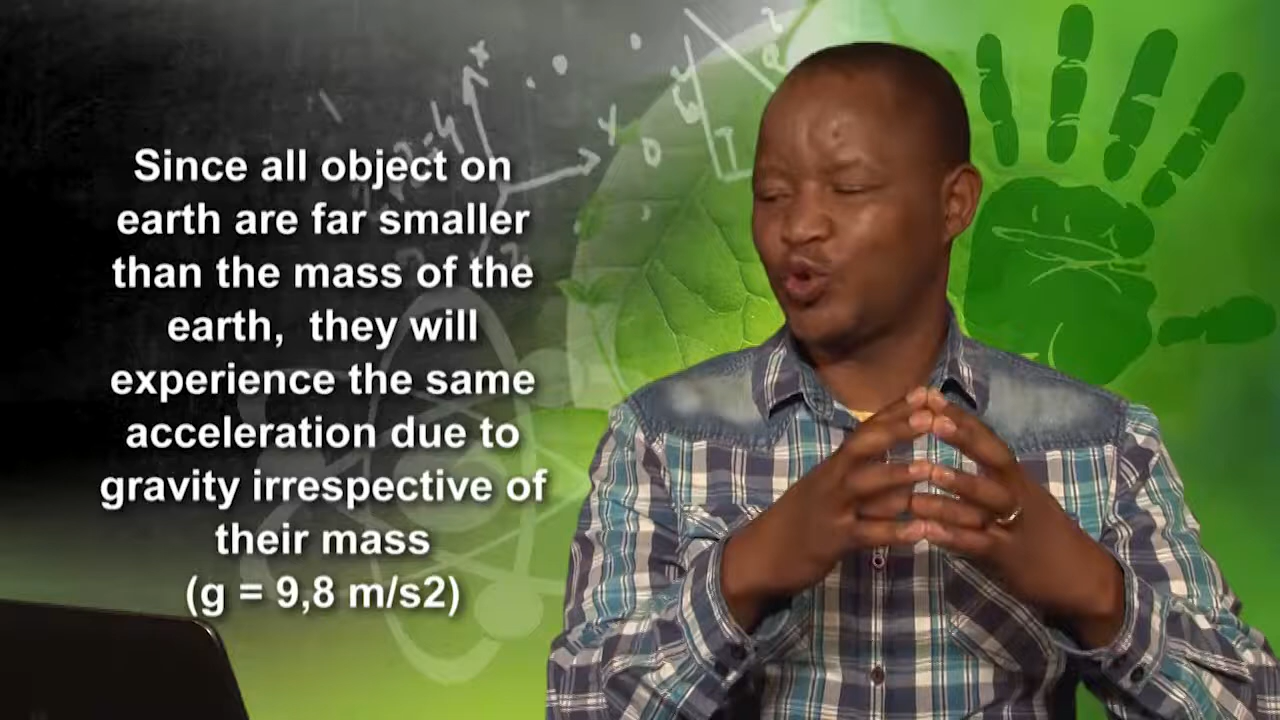 Since all object on
earth are far smaller
than the mass of the
earth, they will
experience the same
acceleration due to
gravity irrespective of
their mass
(g = 9,8 m/s2)